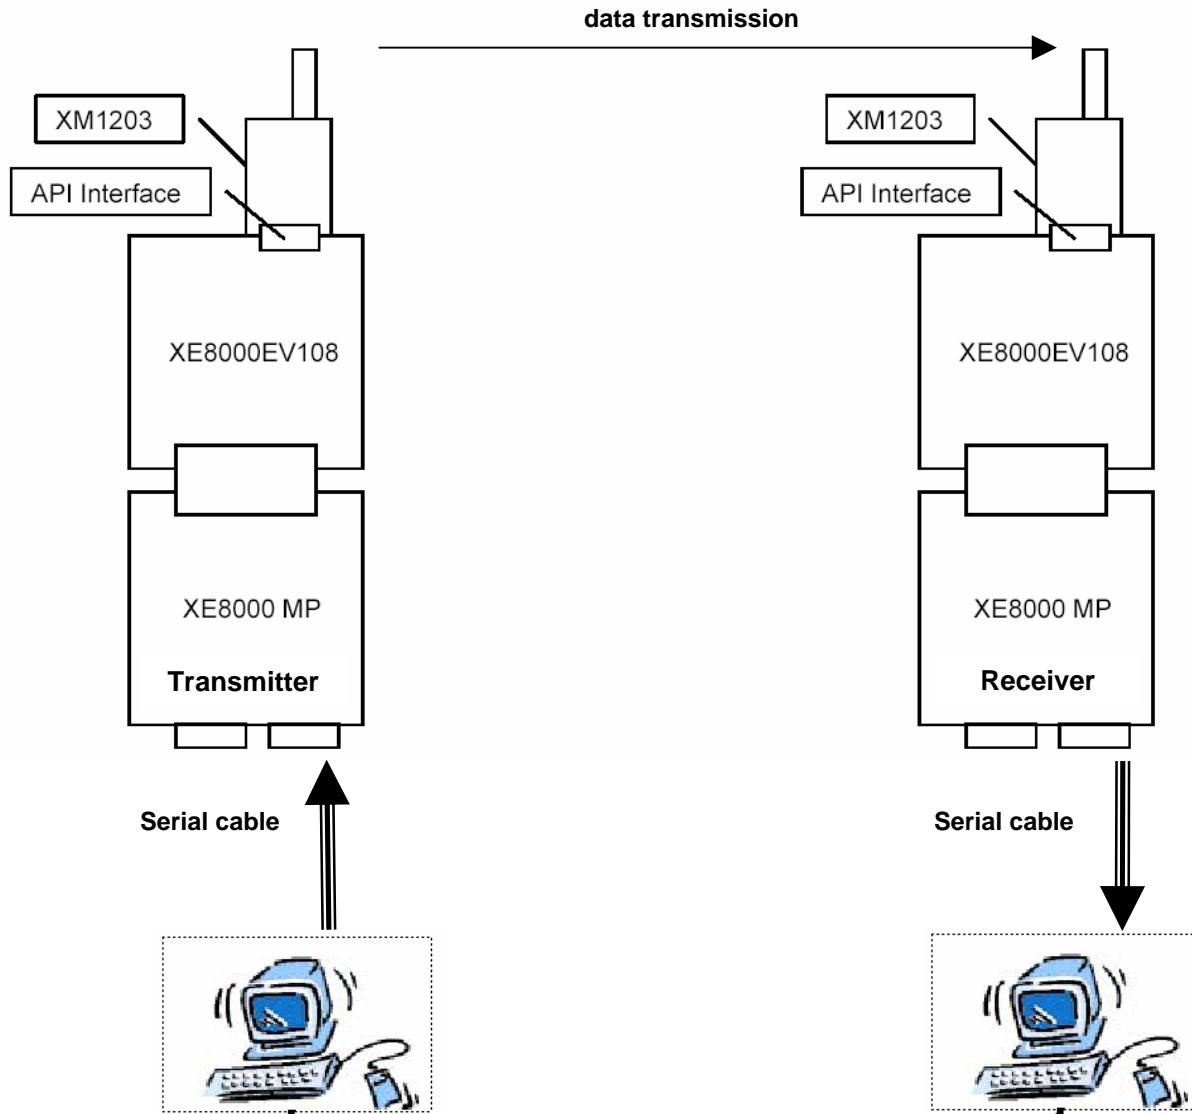 data transmission
XM1203
API Interface
XE8000EV108
XE8000 MP
Transmitter
Serial cable
XM1203
API Interface
XE8000EV108
XE8000 MP
Receiver
Serial cable